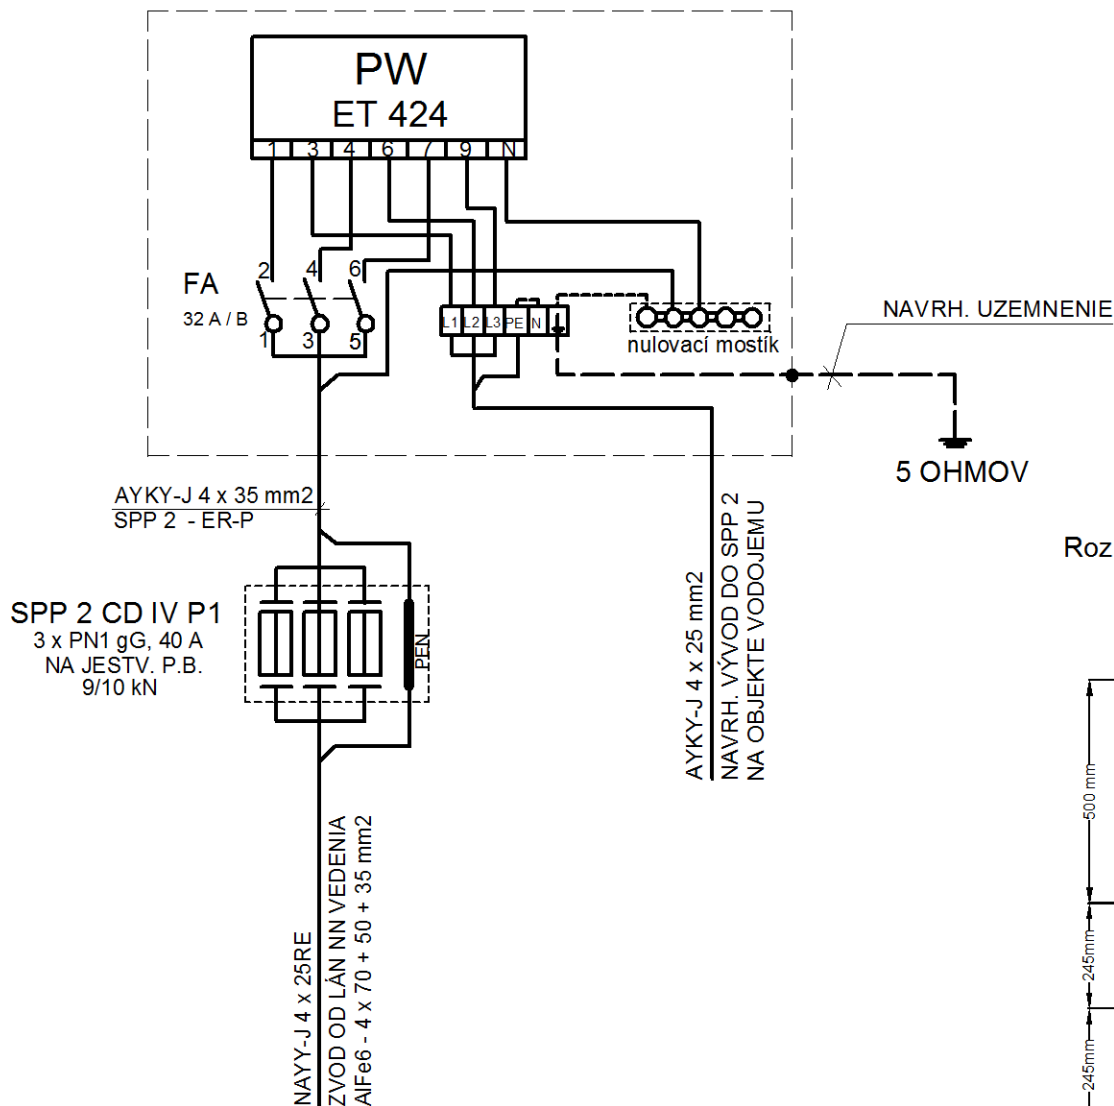 PW
ET 424
1 3 4 6 7 9 N
2 4 6
FA
32 A / B
1 3 5
L1 L2 L3 PE N
nulovací mostík
NAVRH. UZEMNENIE
5 OHMOV
AYKY-J 4 x 35 mm2
SPP 2 - ER-P
SPP 2 CD IV P1
3 x PN1 gG, 40 A
NA JESTV. P.B.
9/10 kN
PEN
AYKY-J 4 x 25 mm2
NAVRH. VÝVOD DO SPP 2
NA OBJEKTE VODOJEMU
NAYY-J 4 x 25RE
ZVOD OD LÁN NN VEDENIA
AlFe6 - 4 x 70 + 50 + 35 mm2
Roz
500 mm
245mm
245mm